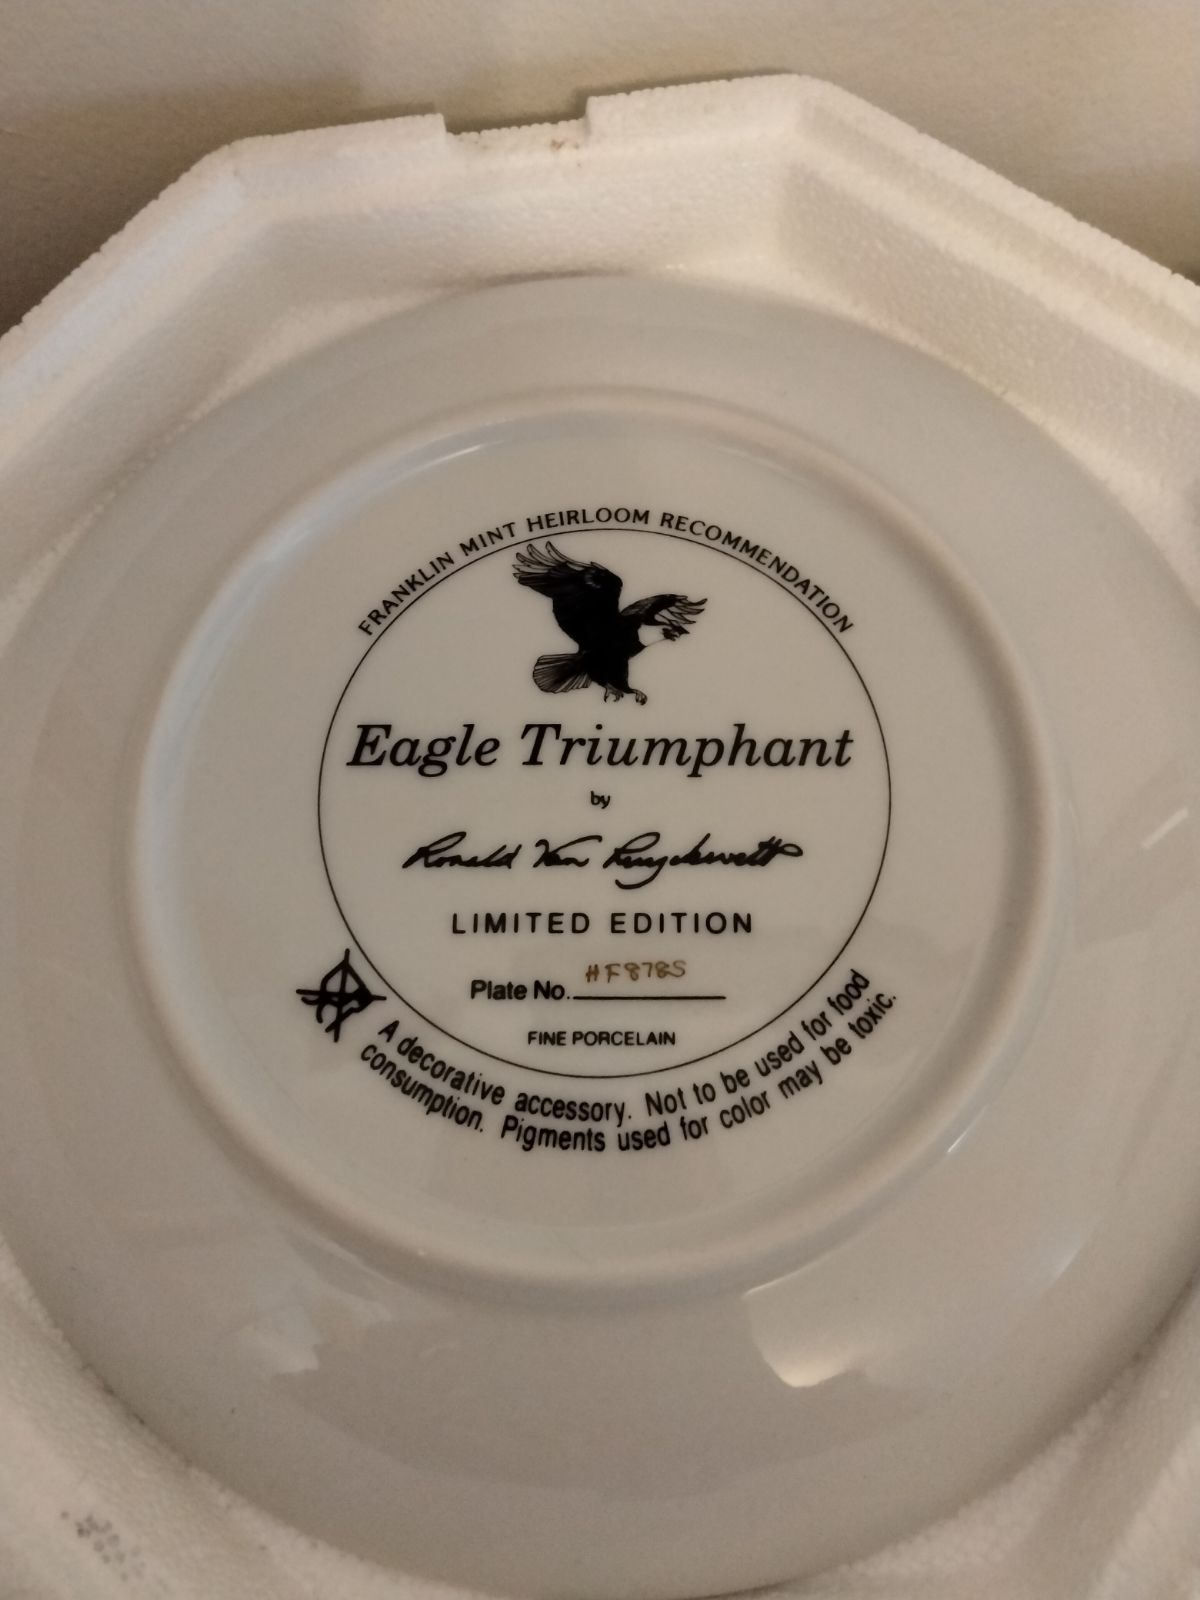 FRANKLIN MINT HEIRLOOM RECOMMENDATION
Eagle Triumphant
by
Ronald Van Ruyckevelt
LIMITED EDITION
Plate No. HF8785
FINE PORCELAIN
A decorative accessory. Not to be used for food
consumption. Pigments used for color may be toxic.